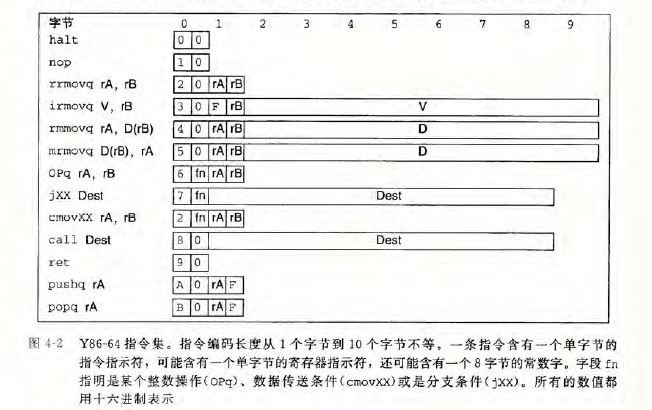 字节 0 1 2 3 4 5 6 7 8 9
halt 0 0
nop 1 0
rrmovq rA, rB 2 0 rA rB
irmovq V, rB 3 0 F rB V
rmmovq rA, D(rB) 4 0 rA rB D
mrmovq D(rB), rA 5 0 rA rB D
OPq rA, rB 6 fn rA rB
jXX Dest 7 fn Dest
cmovXX rA, rB 2 fn rA rB
call Dest 8 0 Dest
ret 9 0
pushq rA A 0 rA F
popq rA B 0 rA F
图 4-2 Y86-64 指令集。指令编码长度从 1 个字节到 10 个字节不等。一条指令含有一个单字节的
指令指示符，可能含有一个单字节的寄存器指示符，还可能含有一个 8 字节的常数字。字段 fn
指明是某个整数操作(OPq)、数据传送条件(cmovXX)或是分支条件(jXX)。所有的数值都
用十六进制表示